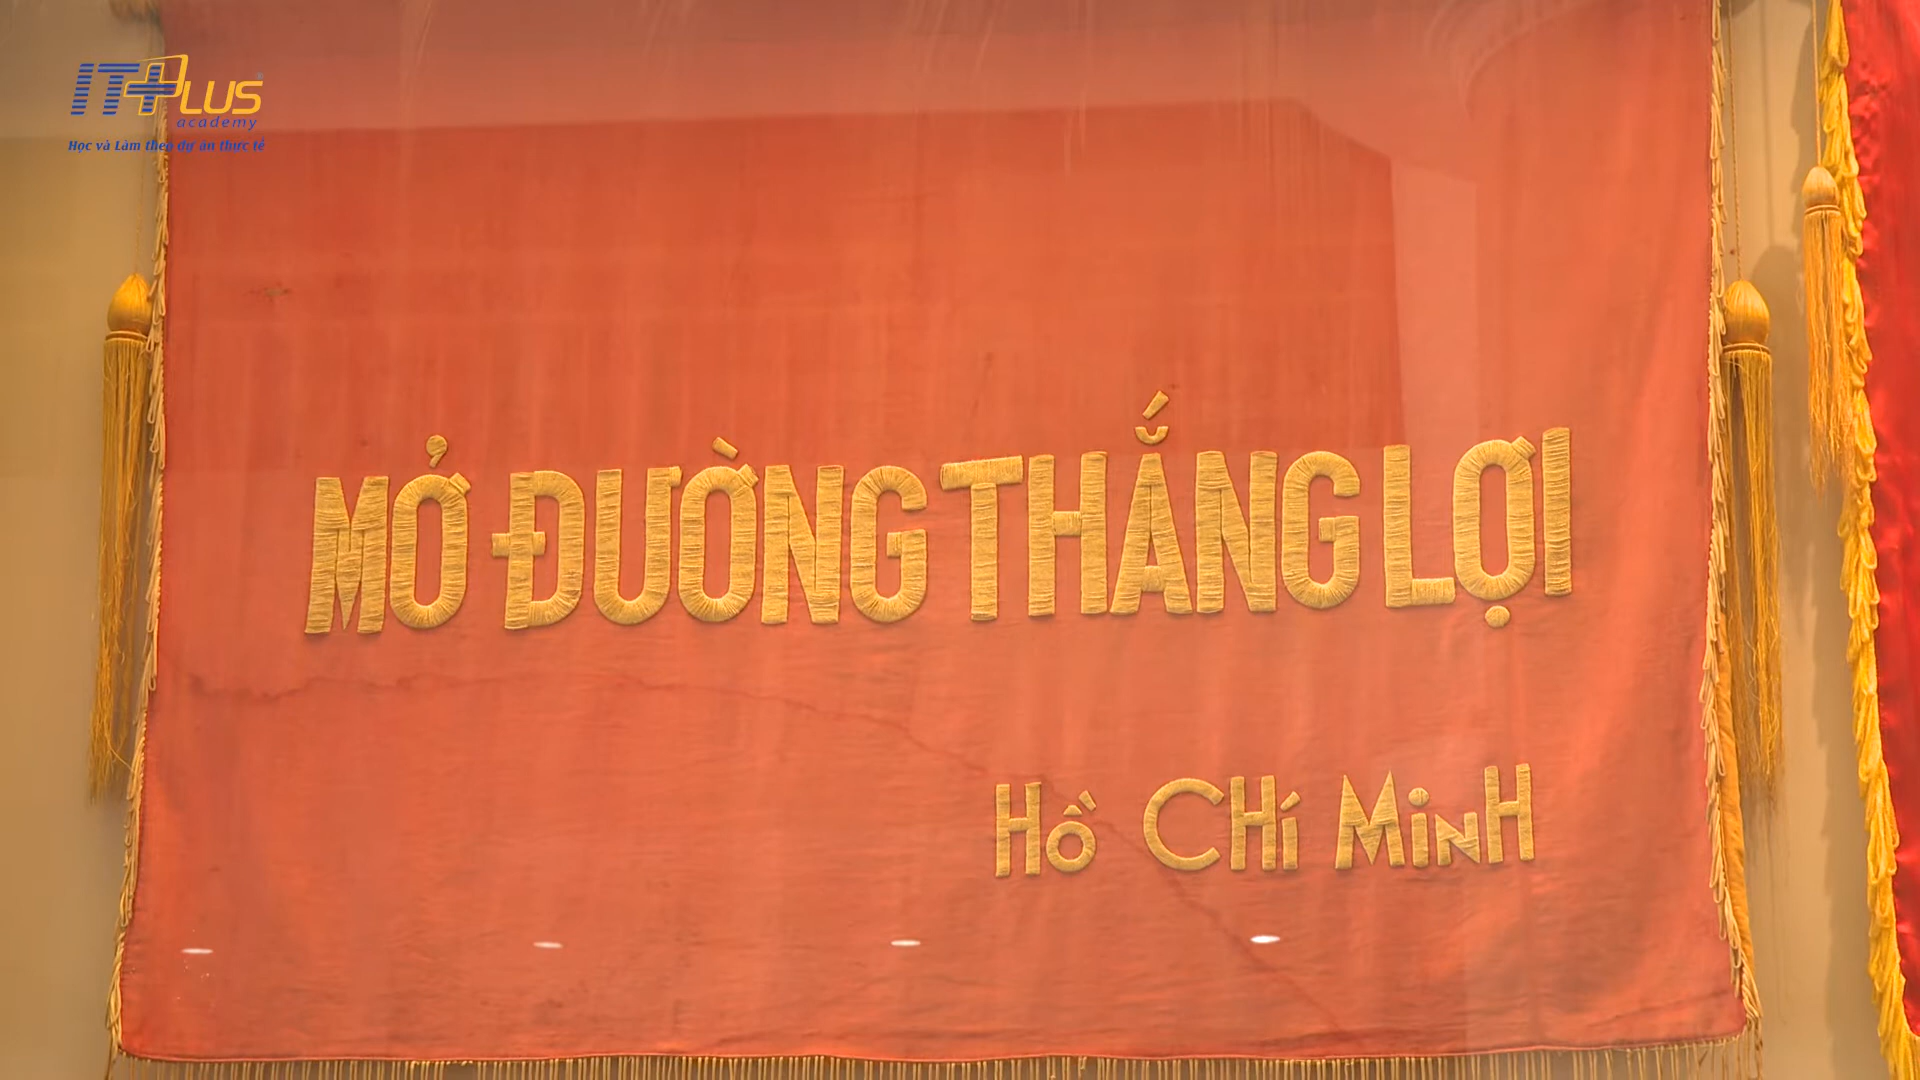 ITPLUS
academy
Học và Làm theo dự án thực tế
MỞ ĐƯỜNG THẮNG LỢI
Hồ CHí MiNH